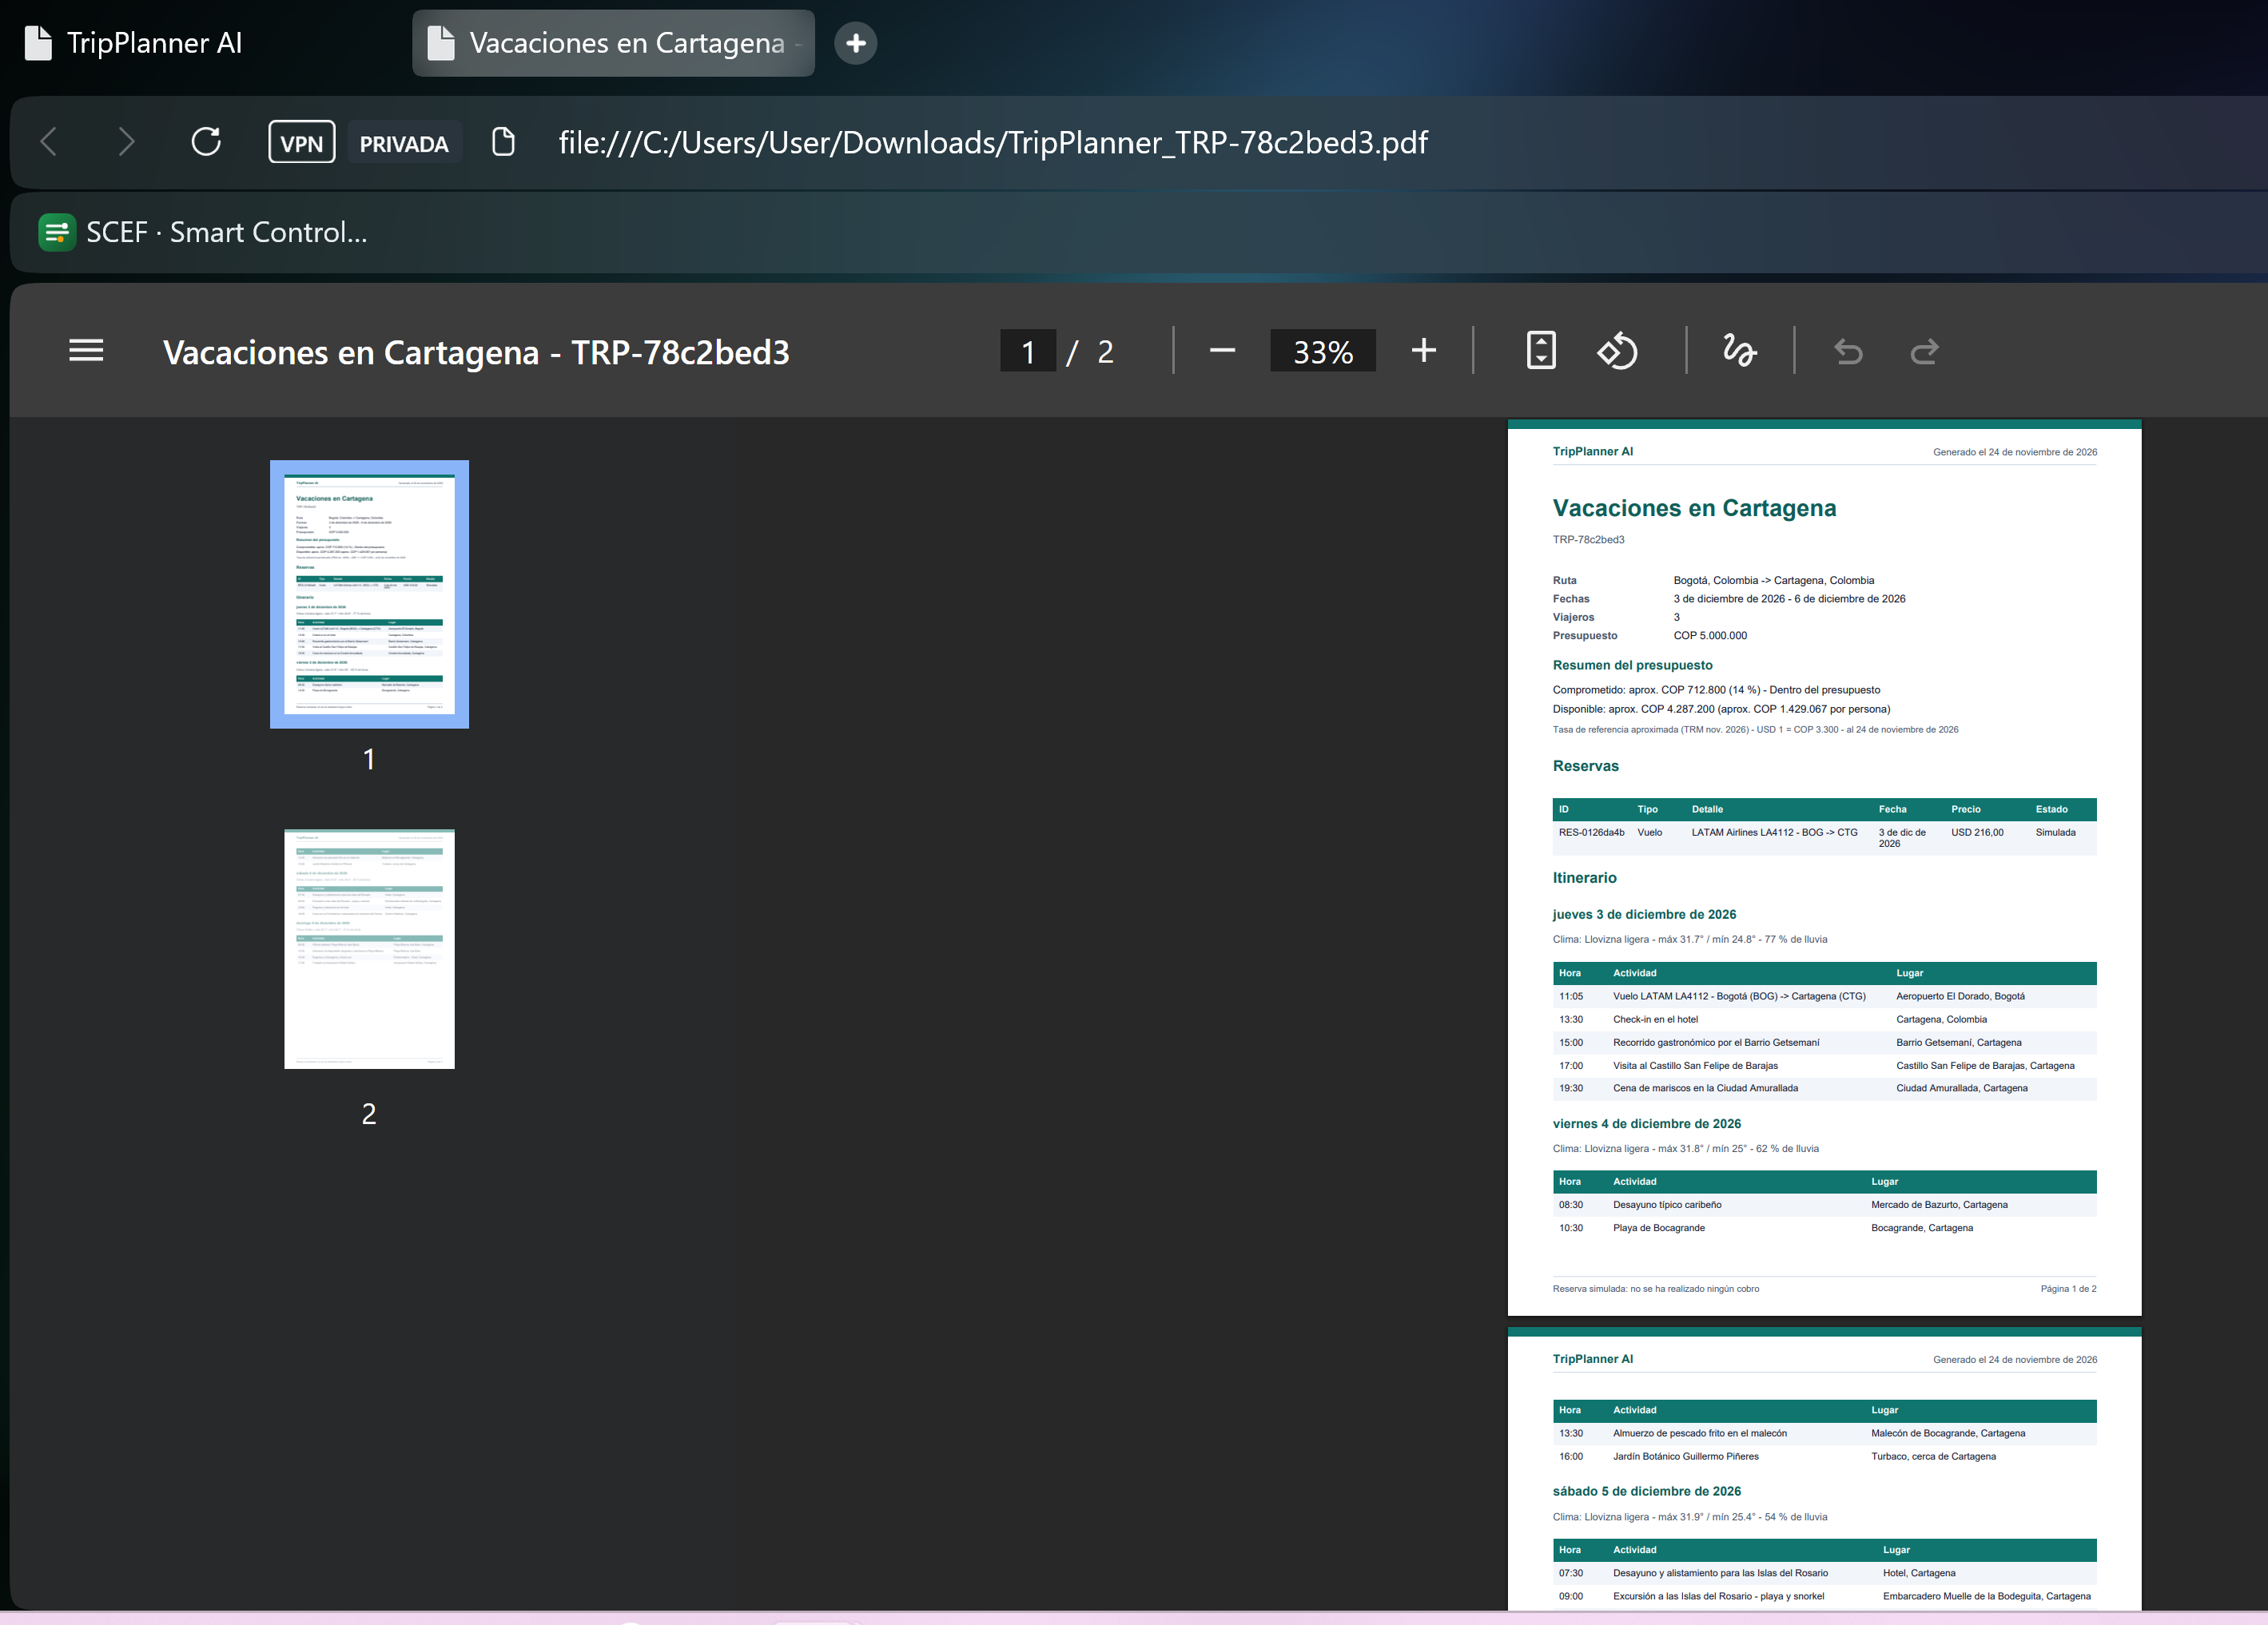 TripPlanner AI
Vacaciones en Cartagena -
VPN
PRIVADA
file:///C:/Users/User/Downloads/TripPlanner_TRP-78c2bed3.pdf
SCEF · Smart Control...
Vacaciones en Cartagena - TRP-78c2bed3
1 / 2
33%
1
2
TripPlanner AI Generado el 24 de noviembre de 2026
Vacaciones en Cartagena
TRP-78c2bed3
Ruta Bogotá, Colombia -> Cartagena, Colombia
Fechas 3 de diciembre de 2026 - 6 de diciembre de 2026
Viajeros 3
Presupuesto COP 5.000.000
Resumen del presupuesto
Comprometido: aprox. COP 712.800 (14 %) - Dentro del presupuesto
Disponible: aprox. COP 4.287.200 (aprox. COP 1.429.067 por persona)
Tasa de referencia aproximada (TRM nov. 2026) - USD 1 = COP 3.300 - al 24 de noviembre de 2026
Reservas
ID Tipo Detalle Fecha Precio Estado
RES-0126da4b Vuelo LATAM Airlines LA4112 - BOG -> CTG 3 de dic de 2026 USD 216,00 Simulada
Itinerario
jueves 3 de diciembre de 2026
Clima: Llovizna ligera - máx 31.7° / mín 24.8° - 77 % de lluvia
Hora Actividad Lugar
11:05 Vuelo LATAM LA4112 - Bogotá (BOG) -> Cartagena (CTG) Aeropuerto El Dorado, Bogotá
13:30 Check-in en el hotel Cartagena, Colombia
15:00 Recorrido gastronómico por el Barrio Getsemaní Barrio Getsemaní, Cartagena
17:00 Visita al Castillo San Felipe de Barajas Castillo San Felipe de Barajas, Cartagena
19:30 Cena de mariscos en la Ciudad Amurallada Ciudad Amurallada, Cartagena
viernes 4 de diciembre de 2026
Clima: Llovizna ligera - máx 31.8° / mín 25° - 62 % de lluvia
Hora Actividad Lugar
08:30 Desayuno típico caribeño Mercado de Bazurto, Cartagena
10:30 Playa de Bocagrande Bocagrande, Cartagena
Reserva simulada: no se ha realizado ningún cobro Página 1 de 2
TripPlanner AI Generado el 24 de noviembre de 2026
Hora Actividad Lugar
13:30 Almuerzo de pescado frito en el malecón Malecón de Bocagrande, Cartagena
16:00 Jardín Botánico Guillermo Piñeres Turbaco, cerca de Cartagena
sábado 5 de diciembre de 2026
Clima: Llovizna ligera - máx 31.9° / mín 25.4° - 54 % de lluvia
Hora Actividad Lugar
07:30 Desayuno y alistamiento para las Islas del Rosario Hotel, Cartagena
09:00 Excursión a las Islas del Rosario - playa y snorkel Embarcadero Muelle de la Bodeguita, Cartagena